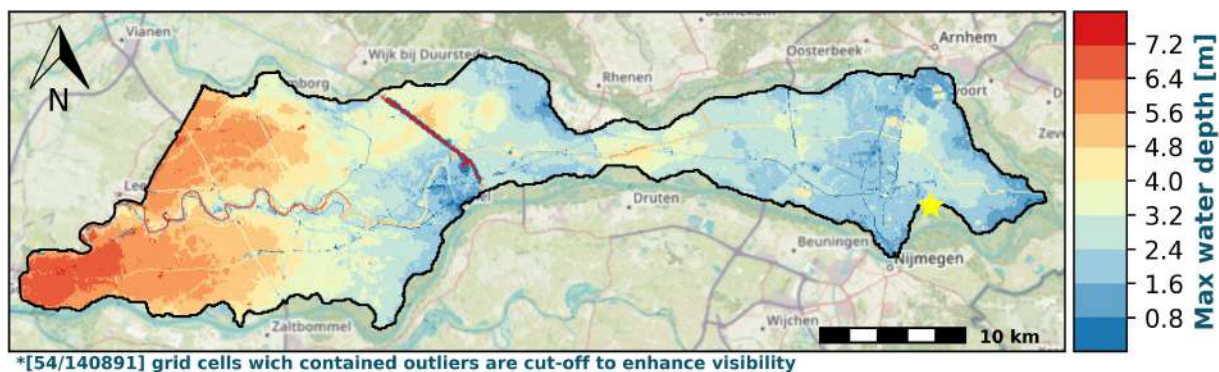 Vianen
Wijk bij Duurstede
Oosterbeek
Arnhem
Rhenen
Druten
Beuningen
Nijmegen
Wijchen
Zaltbommel
N
10 km
7.2
6.4
5.6
4.8
4.0
3.2
2.4
1.6
0.8
Max water depth [m]
*[54/140891] grid cells wich contained outliers are cut-off to enhance visibility